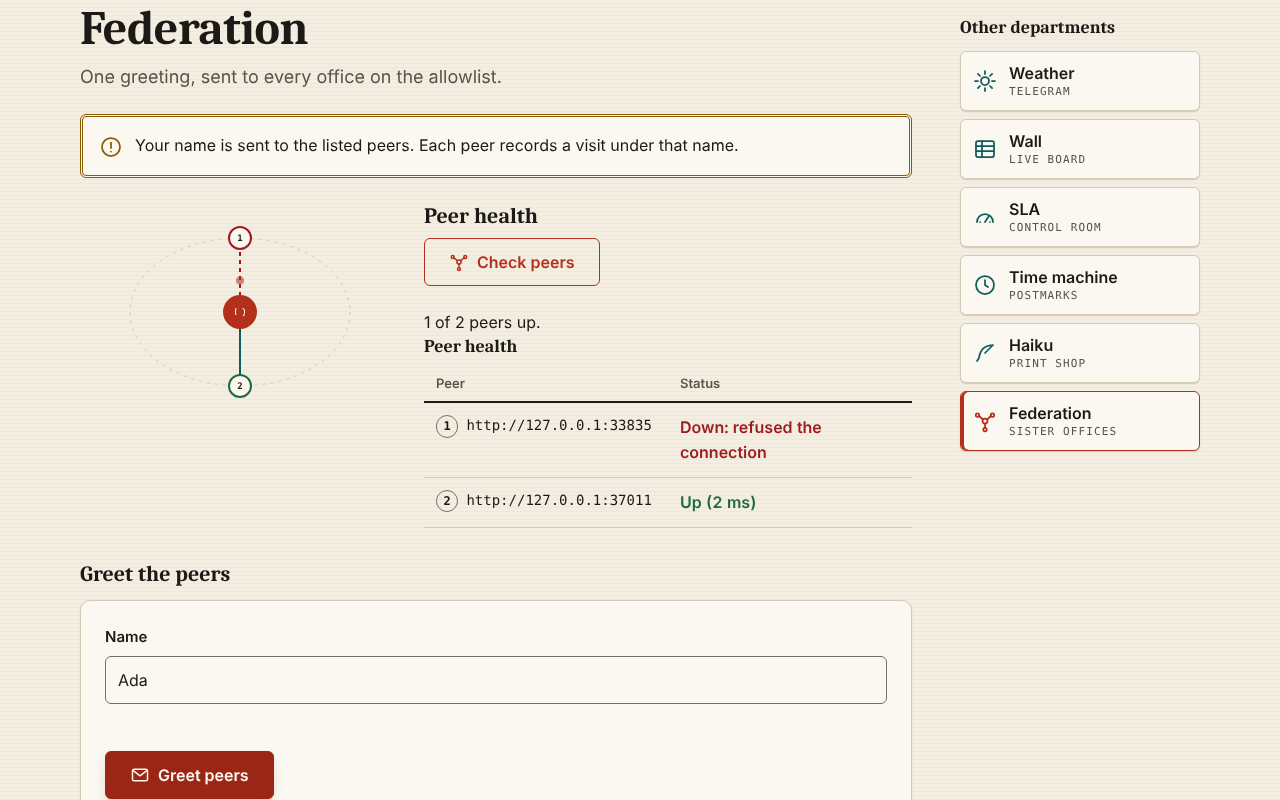 Federation
One greeting, sent to every office on the allowlist.
Your name is sent to the listed peers. Each peer records a visit under that name.
1
2
Peer health
Check peers
1 of 2 peers up.
Peer health
Peer Status
1 http://127.0.0.1:33835 Down: refused the
connection
2 http://127.0.0.1:37011 Up (2 ms)
Greet the peers
Name
Ada
Greet peers
Other departments
Weather
TELEGRAM
Wall
LIVE BOARD
SLA
CONTROL ROOM
Time machine
POSTMARKS
Haiku
PRINT SHOP
Federation
SISTER OFFICES